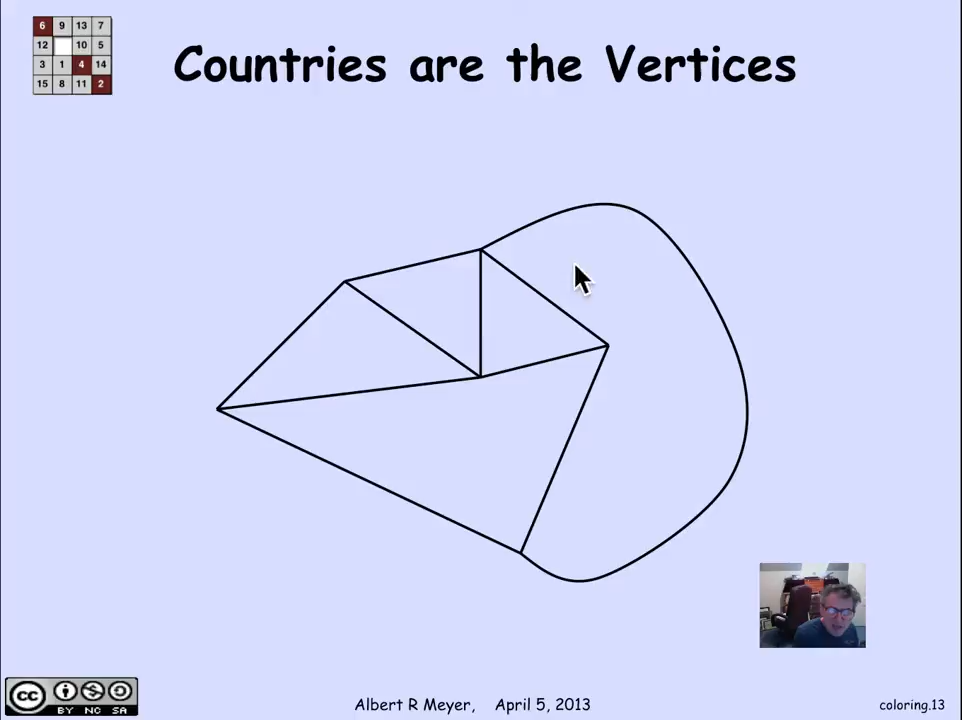 6 9 13 7
12 10 5
3 1 4 14
15 8 11 2
Countries are the Vertices
cc
BY NC SA
Albert R Meyer, April 5, 2013
coloring.13